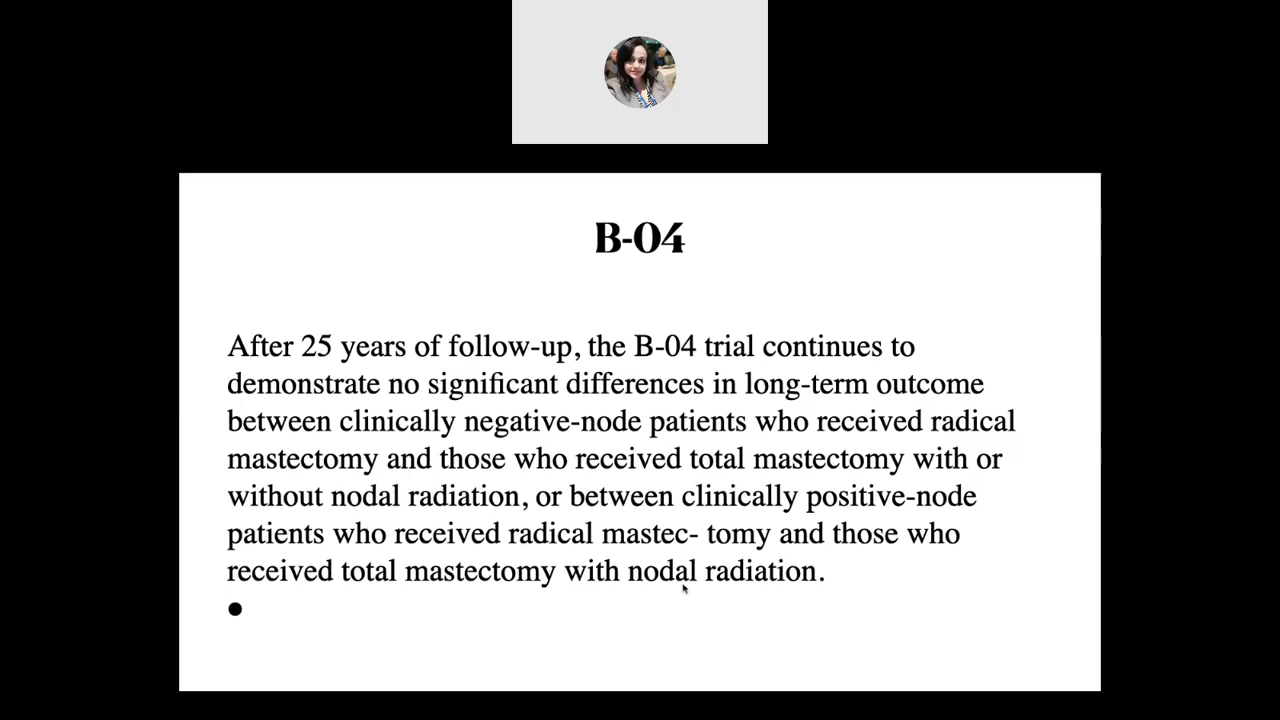 B-04
After 25 years of follow-up, the B-04 trial continues to
demonstrate no significant differences in long-term outcome
between clinically negative-node patients who received radical
mastectomy and those who received total mastectomy with or
without nodal radiation, or between clinically positive-node
patients who received radical mastec- tomy and those who
received total mastectomy with nodal radiation.